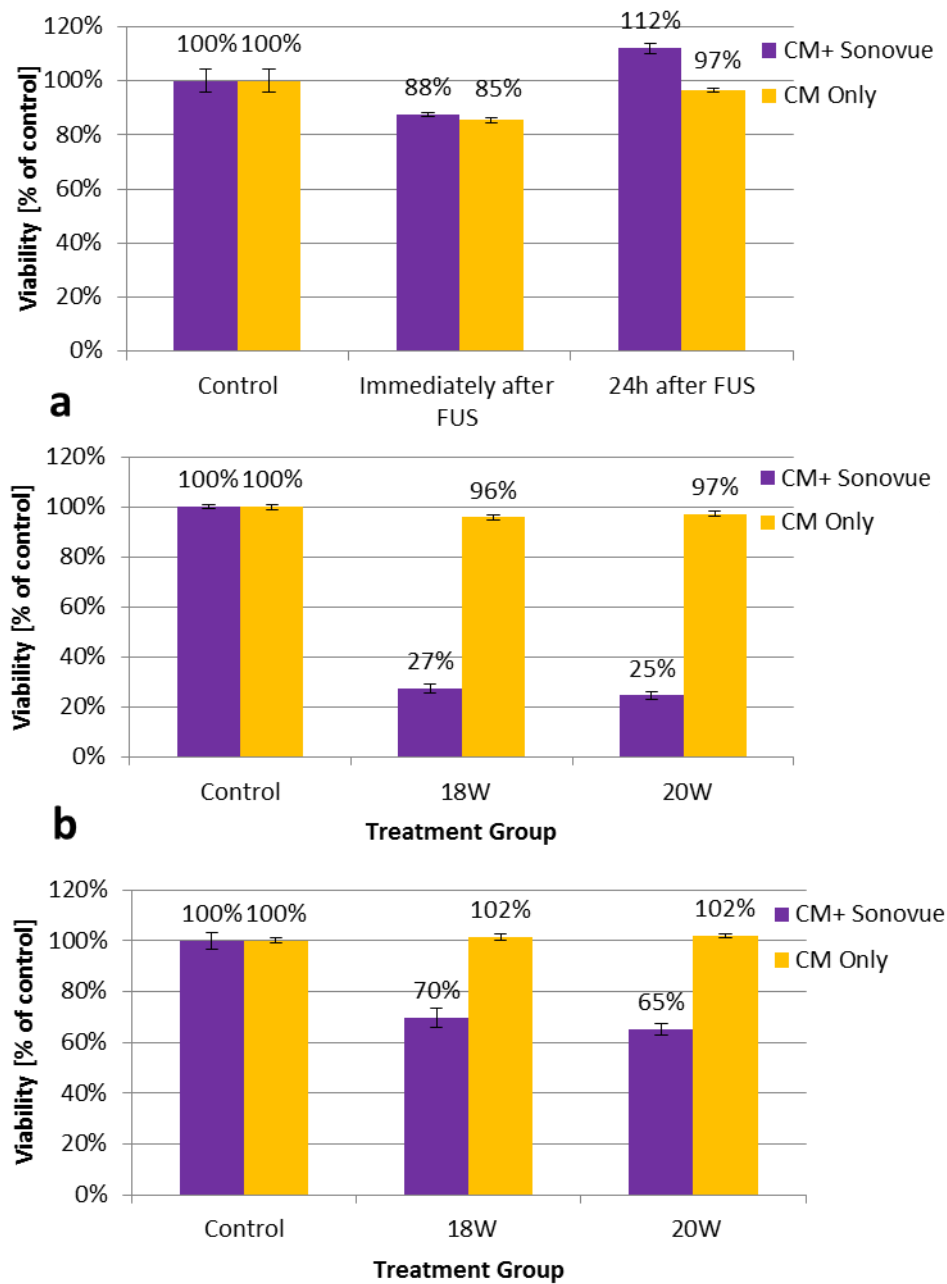 120%
100%
80%
60%
40%
20%
0%
Viability [% of control]
100% 100%
88% 85%
112%
97%
CM+ Sonovue
CM Only
Control
Immediately after
FUS
24h after FUS
a
120%
100%
80%
60%
40%
20%
0%
Viability [% of control]
100% 100%
96%
27%
97%
25%
CM+ Sonovue
CM Only
Control
18W
20W
Treatment Group
b
120%
100%
80%
60%
40%
20%
0%
Viability [% of control]
100% 100%
102%
70%
102%
65%
CM+ Sonovue
CM Only
Control
18W
20W
Treatment Group